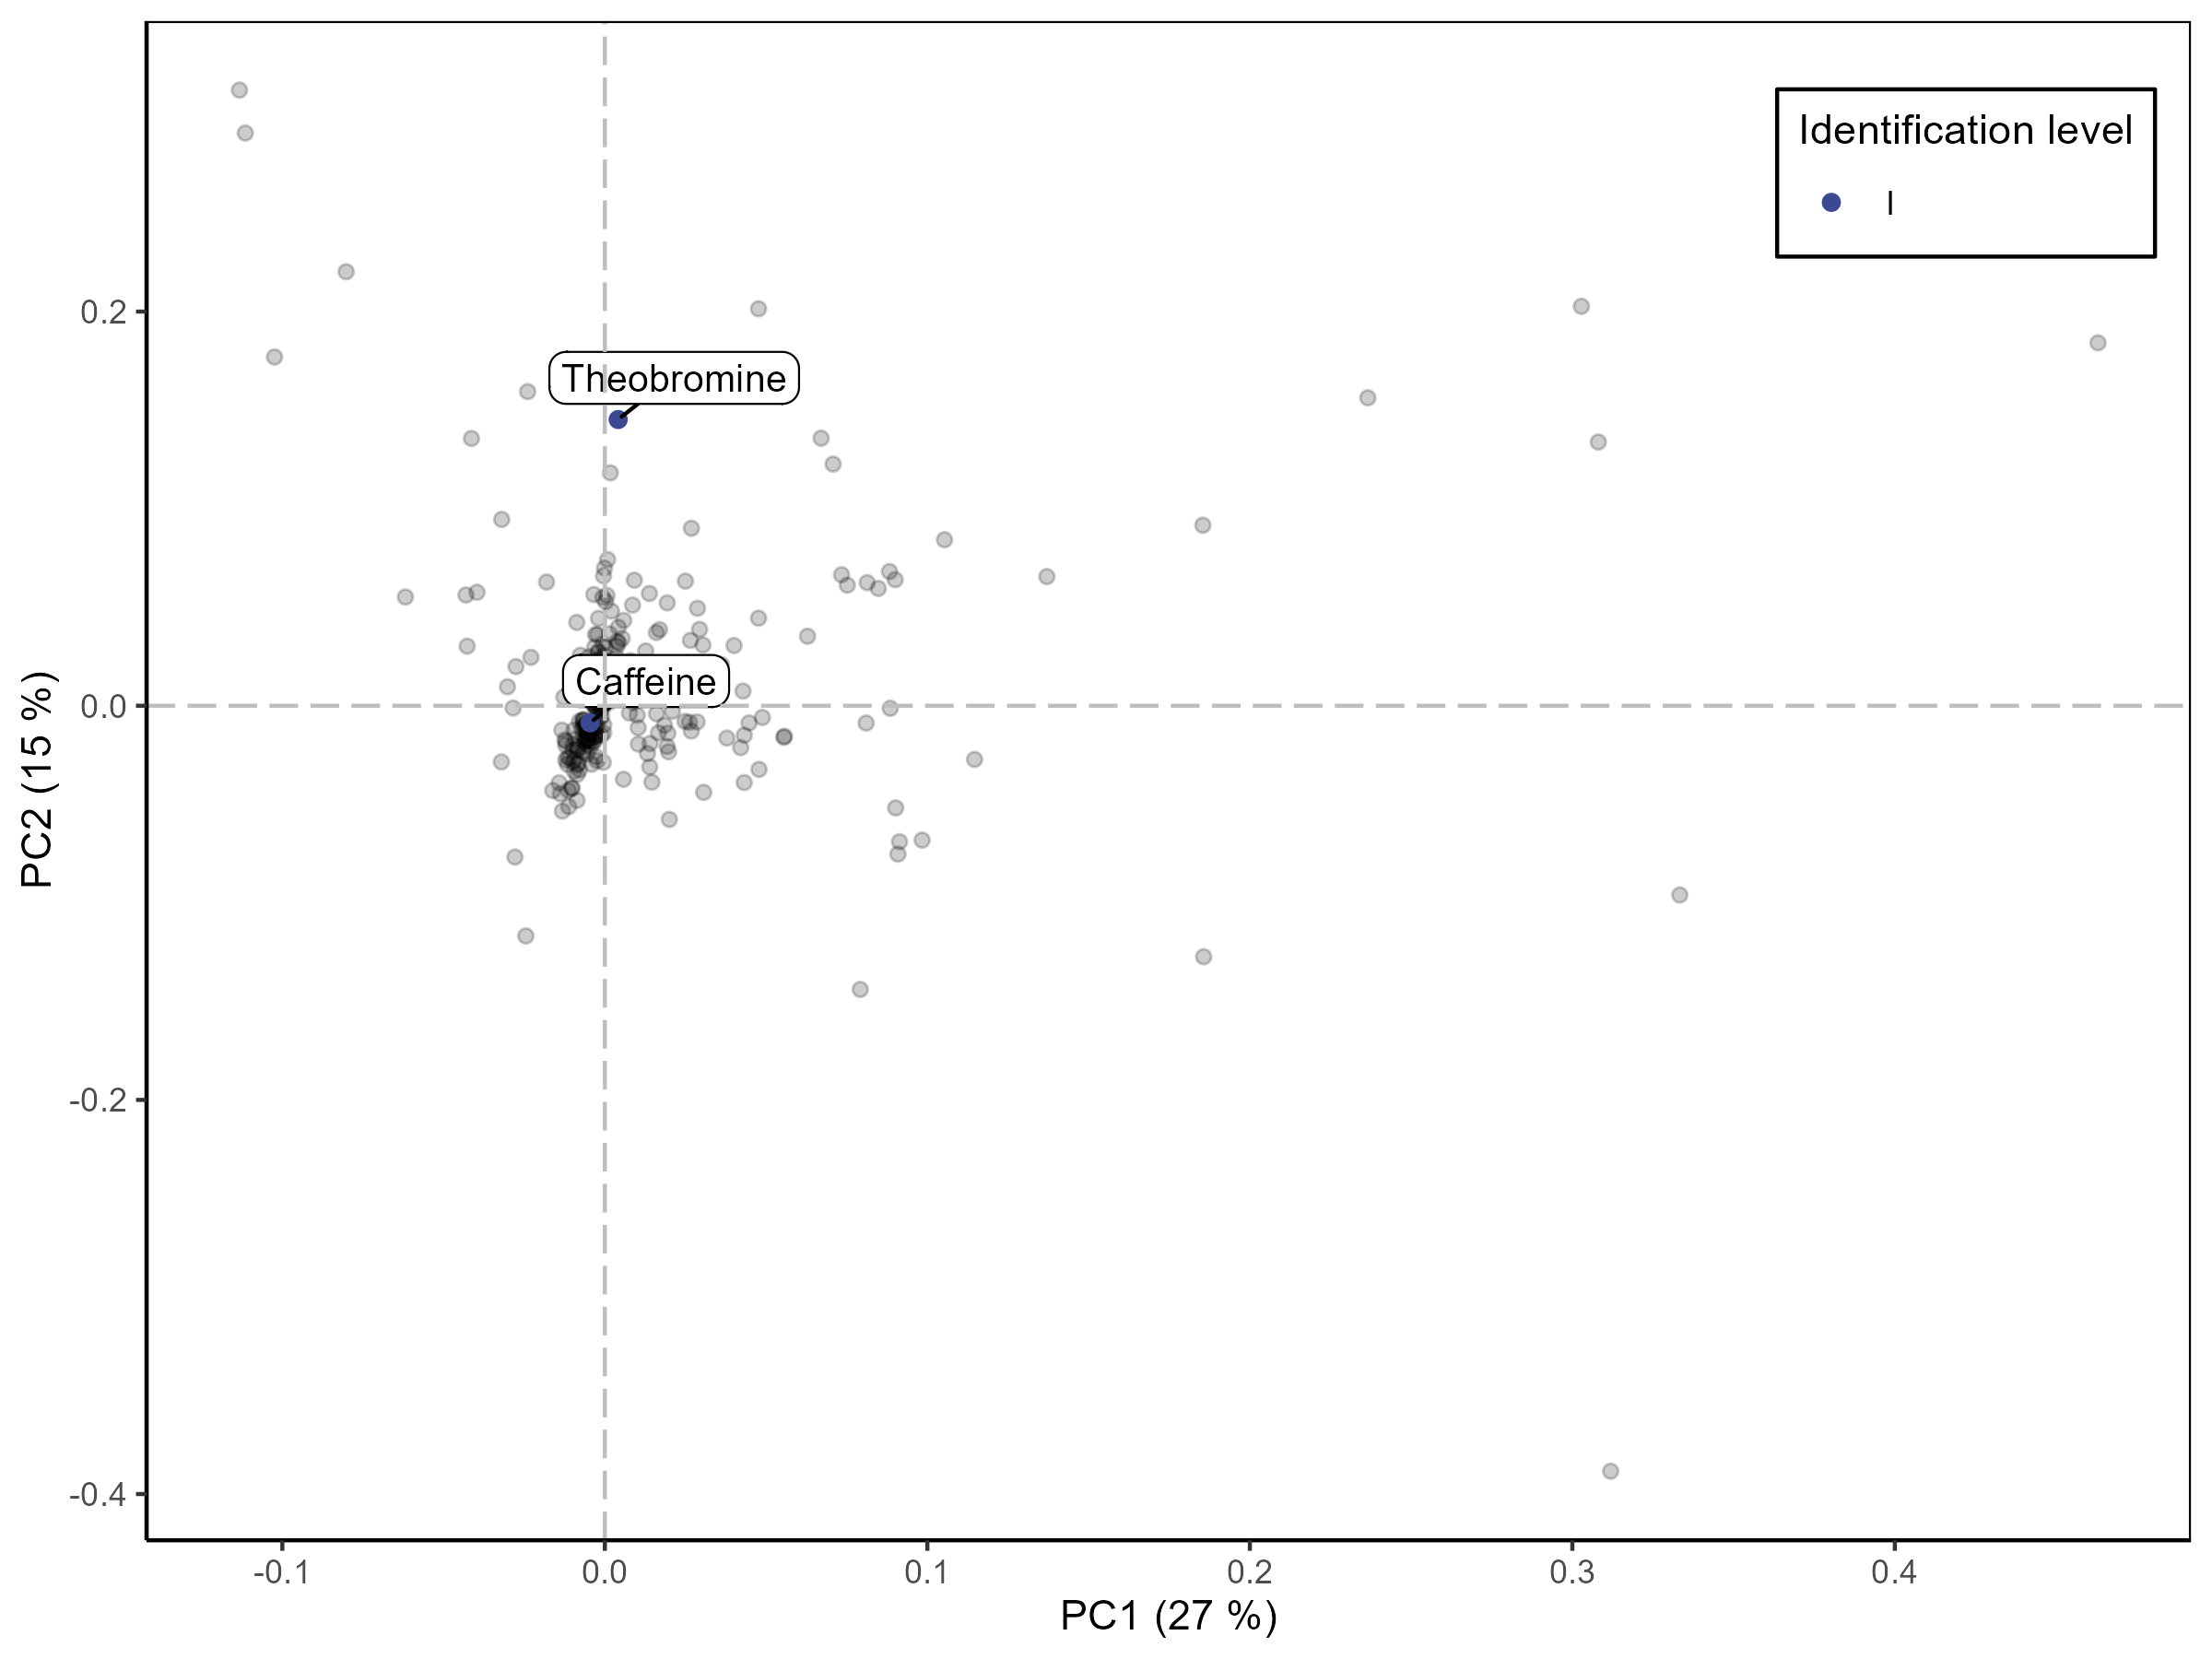 Identification level
I
0.2
Theobromine
Caffeine
0.0
PC2 (15 %)
-0.2
-0.4
-0.1
0.0
0.1
0.2
0.3
0.4
PC1 (27 %)